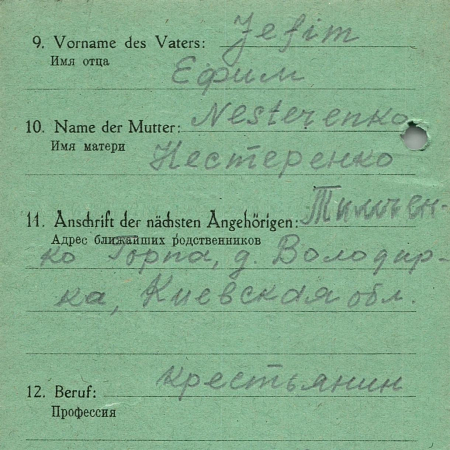 9. Vorname des Vaters: Jefim
Имя отца
Ефим
10. Name der Mutter: Nesterenko
Имя матери
Нестеренко
11. Anschrift der nächsten Angehörigen: Тимчен-
Адрес ближайших родственников
ко Горпа, д. Володир-
ка, Киевская обл.
12. Beruf: крестьянин
Профессия